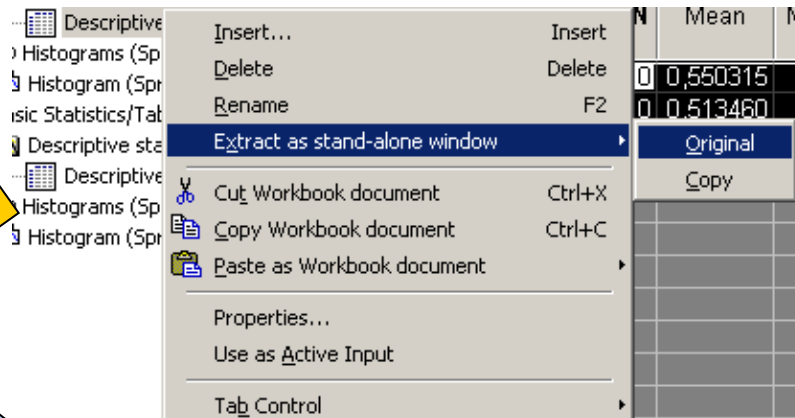 Descriptive
Histograms (Sp
Histogram (Spr
sic Statistics/Tab
Descriptive sta
Descriptive
Histograms (Sp
Histogram (Spr
Insert... Insert
Delete Delete
Rename F2
Extract as stand-alone window
Cut Workbook document Ctrl+X
Copy Workbook document Ctrl+C
Paste as Workbook document
Properties...
Use as Active Input
Tab Control
Original
Copy
N Mean
0 0,550315
0 0,513460